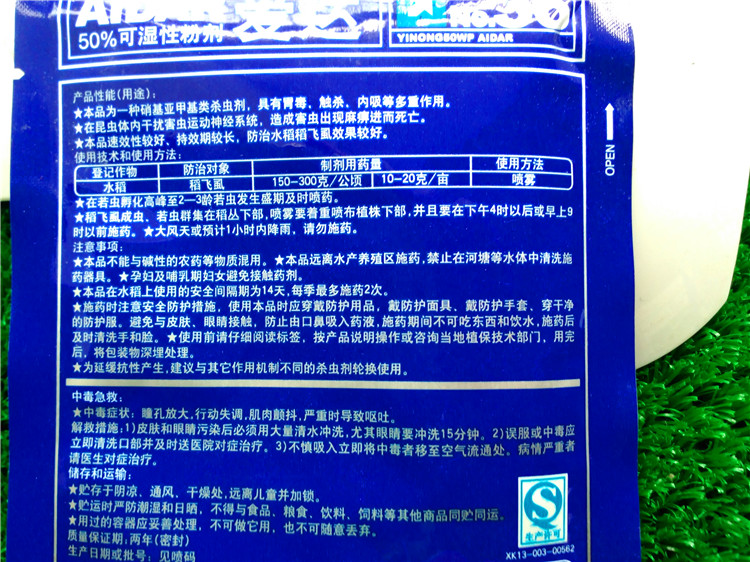 50%可湿性粉剂
YINONG50WP AIDAR
OPEN
产品性能(用途):
★本品为一种硝基亚甲基类杀虫剂,具有胃毒、触杀、内吸等多重作用。
★在昆虫体内干扰害虫运动神经系统,造成害虫出现麻痹进而死亡。
★本品速效性较好、持效期较长,防治水稻稻飞虱效果较好。
使用技术和使用方法:
登记作物 防治对象 制剂用药量 使用方法
水稻 稻飞虱 150-300克/公顷 10-20克/亩 喷雾
★在若虫孵化高峰至2—3龄若虫发生盛期及时喷药。
★稻飞虱成虫、若虫群集在稻丛下部,喷雾要着重喷布植株下部,并且要在下午4时以后或早上9
时以前施药。★大风天或预计1小时内降雨,请勿施药。
注意事项:
★本品不能与碱性的农药等物质混用。★本品远离水产养殖区施药,禁止在河塘等水体中清洗施
药器具。★孕妇及哺乳期妇女避免接触药剂。
★本品在水稻上使用的安全间隔期为14天,每季最多施药2次。
★施药时注意安全防护措施,使用本品时应穿戴防护用品,戴防护面具、戴防护手套、穿干净
的防护服。避免与皮肤、眼睛接触,防止由口鼻吸入药液,施药期间不可吃东西和饮水,施药后
及时清洗手和脸。★使用前请仔细阅读标签,按产品说明操作或咨询当地植保技术部门,用完
后,将包装物深埋处理。
★为延缓抗性产生,建议与其它作用机制不同的杀虫剂轮换使用。
中毒急救:
★中毒症状:瞳孔放大,行动失调,肌肉颤抖,严重时导致呕吐。
解救措施:1)皮肤和眼睛污染后必须用大量清水冲洗,尤其眼睛要冲洗15分钟。2)误服或中毒应
立即清洗口部并及时送医院对症治疗。3)不慎吸入立即将中毒者移至空气流通处。病情严重者
请医生对症治疗。
储存和运输:
★贮存于阴凉、通风、干燥处,远离儿童并加锁。
★贮运时严防潮湿和日晒,不得与食品、粮食、饮料、饲料等其他商品同贮同运。
★用过的容器应妥善处理,不可做它用,也不可随意丢弃。
质量保证期:两年(密封)
生产日期或批号:见喷码
生产许可
XK13-003-00562